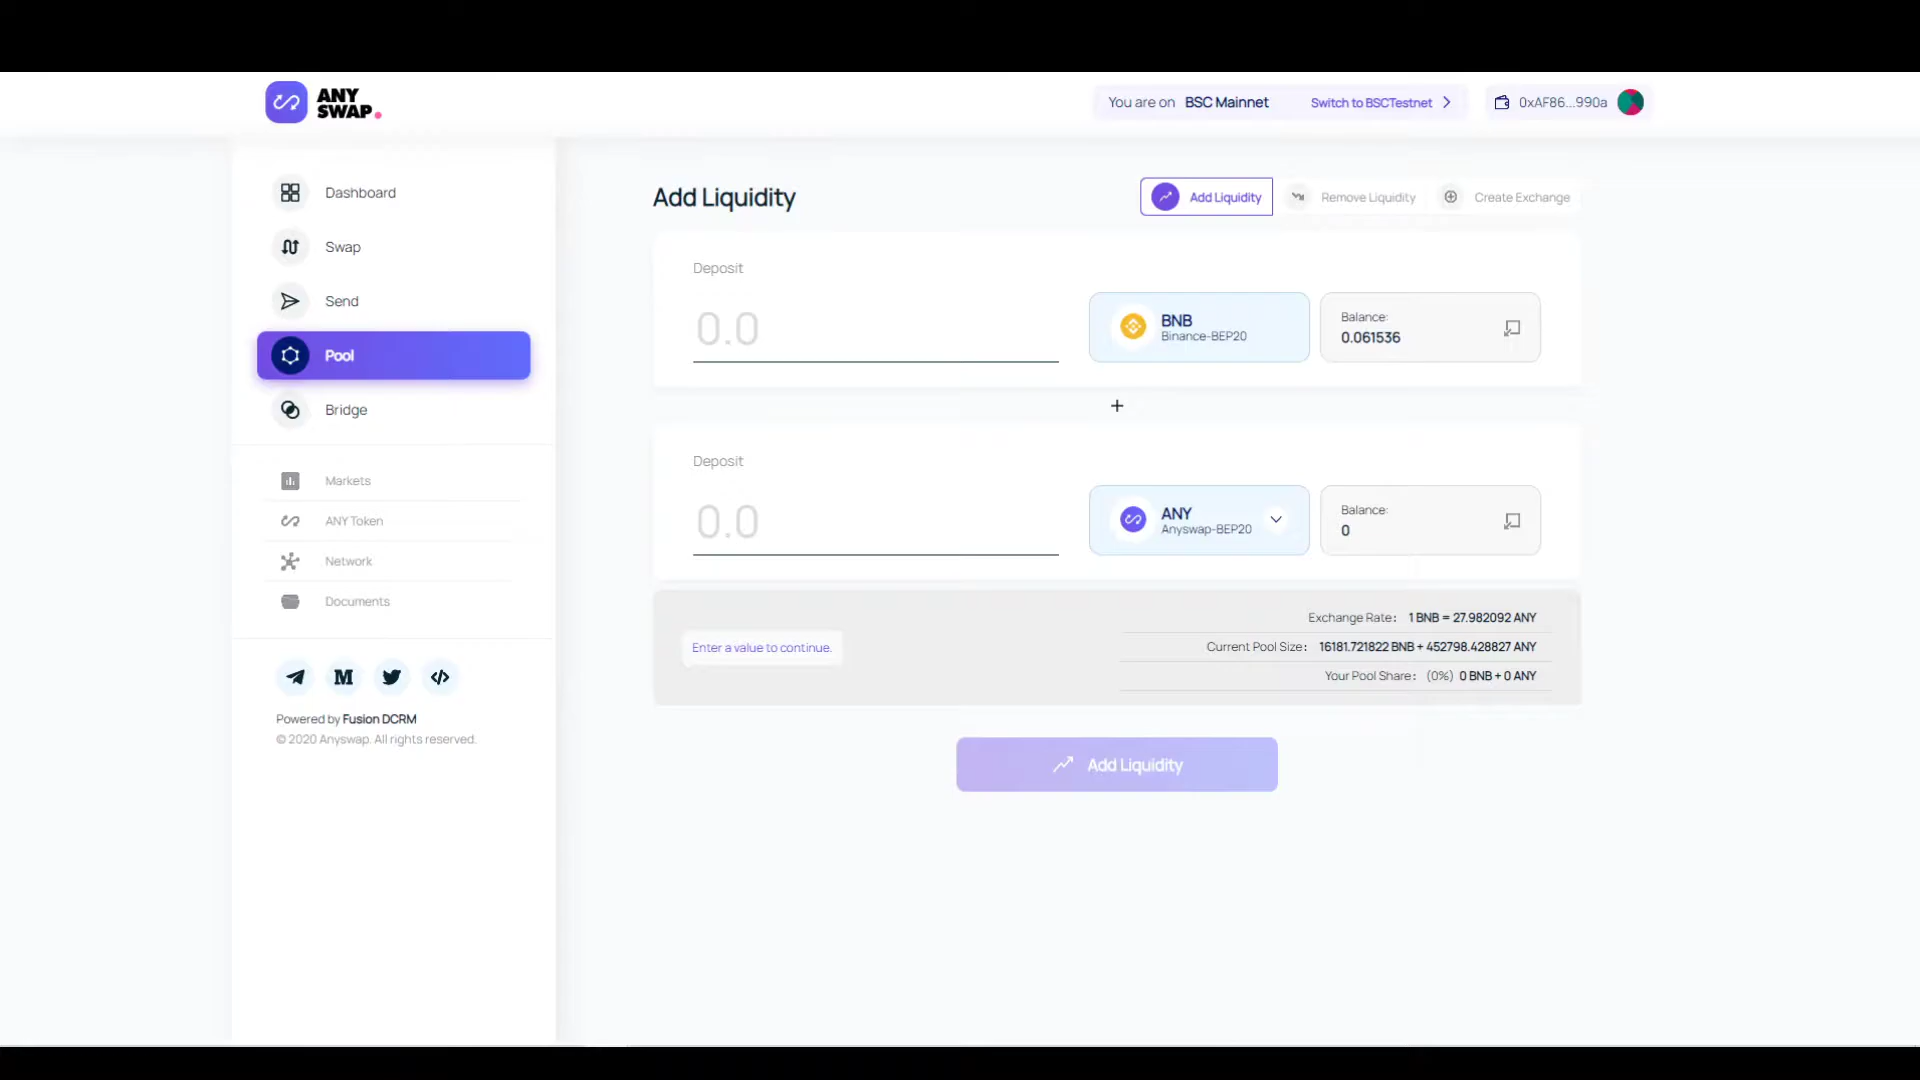 ANY
SWAP.
You are on BSC Mainnet Switch to BSCTestnet
0xAF86...990a
Dashboard
Swap
Send
Pool
Bridge
Markets
ANY Token
Network
Documents
M
Powered by Fusion DCRM
© 2020 Anyswap. All rights reserved.
Add Liquidity
Add Liquidity
Remove Liquidity
Create Exchange
Deposit
0.0
BNB
Binance-BEP20
Balance:
0.061536
+
Deposit
0.0
ANY
Anyswap-BEP20
Balance:
0
Enter a value to continue.
Exchange Rate: 1 BNB = 27.982092 ANY
Current Pool Size: 16181.721822 BNB + 452798.428827 ANY
Your Pool Share: (0%) 0 BNB + 0 ANY
Add Liquidity